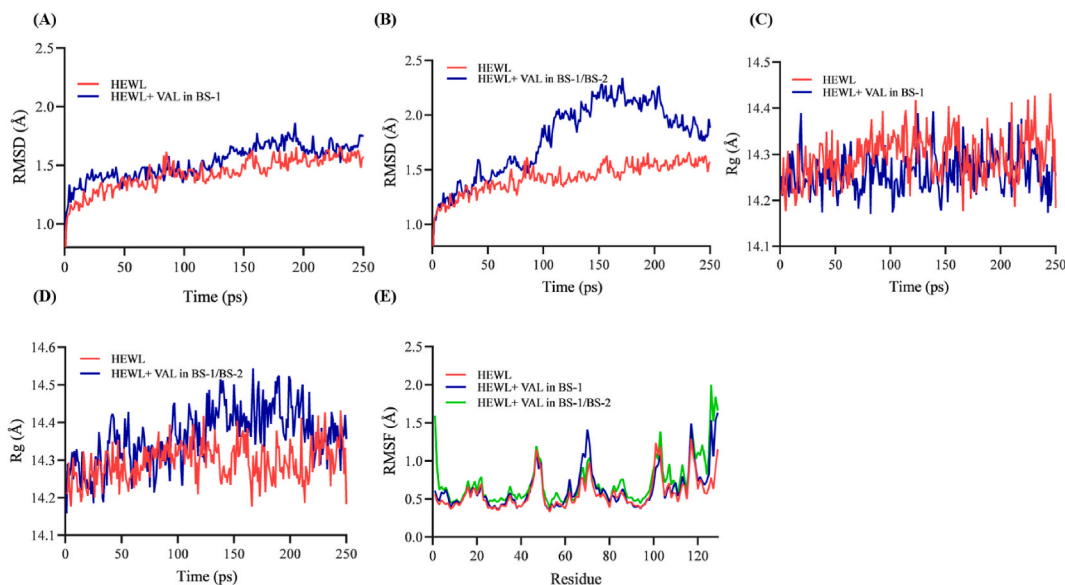 (A)
2.5
2.0
1.5
1.0
RMSD (Å)
HEWL
HEWL+ VAL in BS-1
0 50 100 150 200 250
Time (ps)
(B)
2.5
2.0
1.5
1.0
RMSD (Å)
HEWL
HEWL+ VAL in BS-1/BS-2
0 50 100 150 200 250
Time (ps)
(C)
14.5
14.4
14.3
14.2
14.1
Rg (Å)
HEWL
HEWL+ VAL in BS-1
0 50 100 150 200 250
Time (ps)
(D)
14.6
14.5
14.4
14.3
14.2
14.1
Rg (Å)
HEWL
HEWL+ VAL in BS-1/BS-2
0 50 100 150 200 250
Time (ps)
(E)
2.5
2.0
1.5
1.0
0.5
0.0
RMSF (Å)
HEWL
HEWL+ VAL in BS-1
HEWL+ VAL in BS-1/BS-2
0 20 40 60 80 100 120
Residue